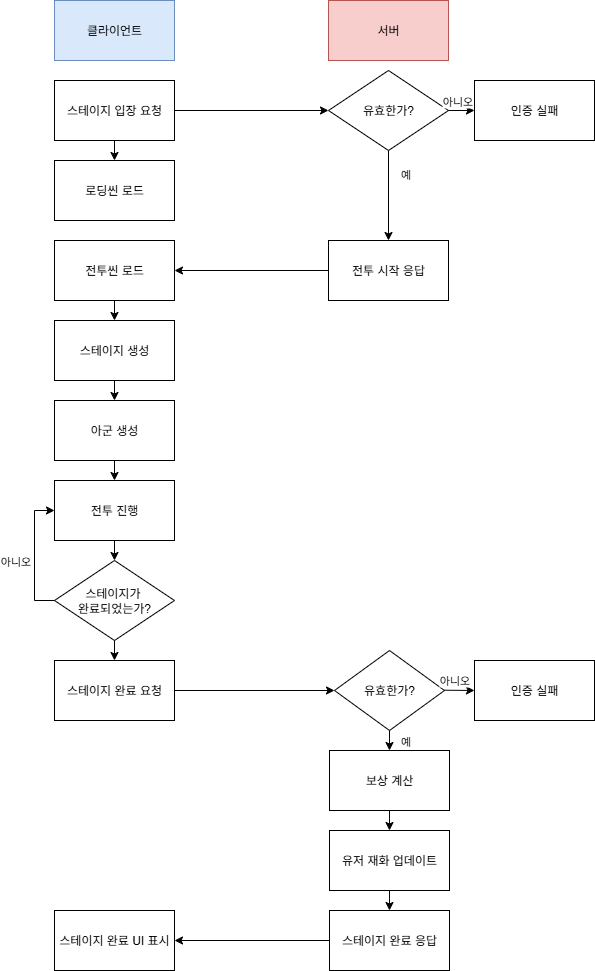 클라이언트
서버
스테이지 입장 요청
유효한가?
아니오
인증 실패
로딩씬 로드
예
전투씬 로드
전투 시작 응답
스테이지 생성
아군 생성
전투 진행
아니오
스테이지가
완료되었는가?
스테이지 완료 요청
유효한가?
아니오
인증 실패
예
보상 계산
유저 재화 업데이트
스테이지 완료 UI 표시
스테이지 완료 응답